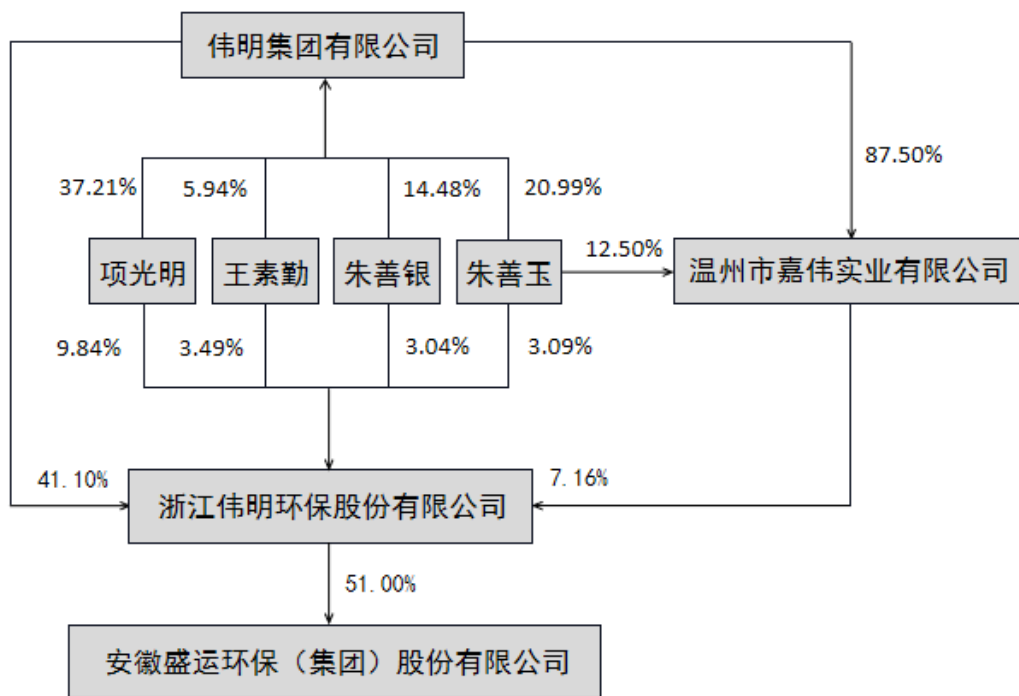 伟明集团有限公司
87.50%
37.21%
5.94%
14.48%
20.99%
项光明
王素勤
朱善银
朱善玉
12.50%
温州市嘉伟实业有限公司
9.84%
3.49%
3.04%
3.09%
41.10%
7.16%
浙江伟明环保股份有限公司
51.00%
安徽盛运环保（集团）股份有限公司